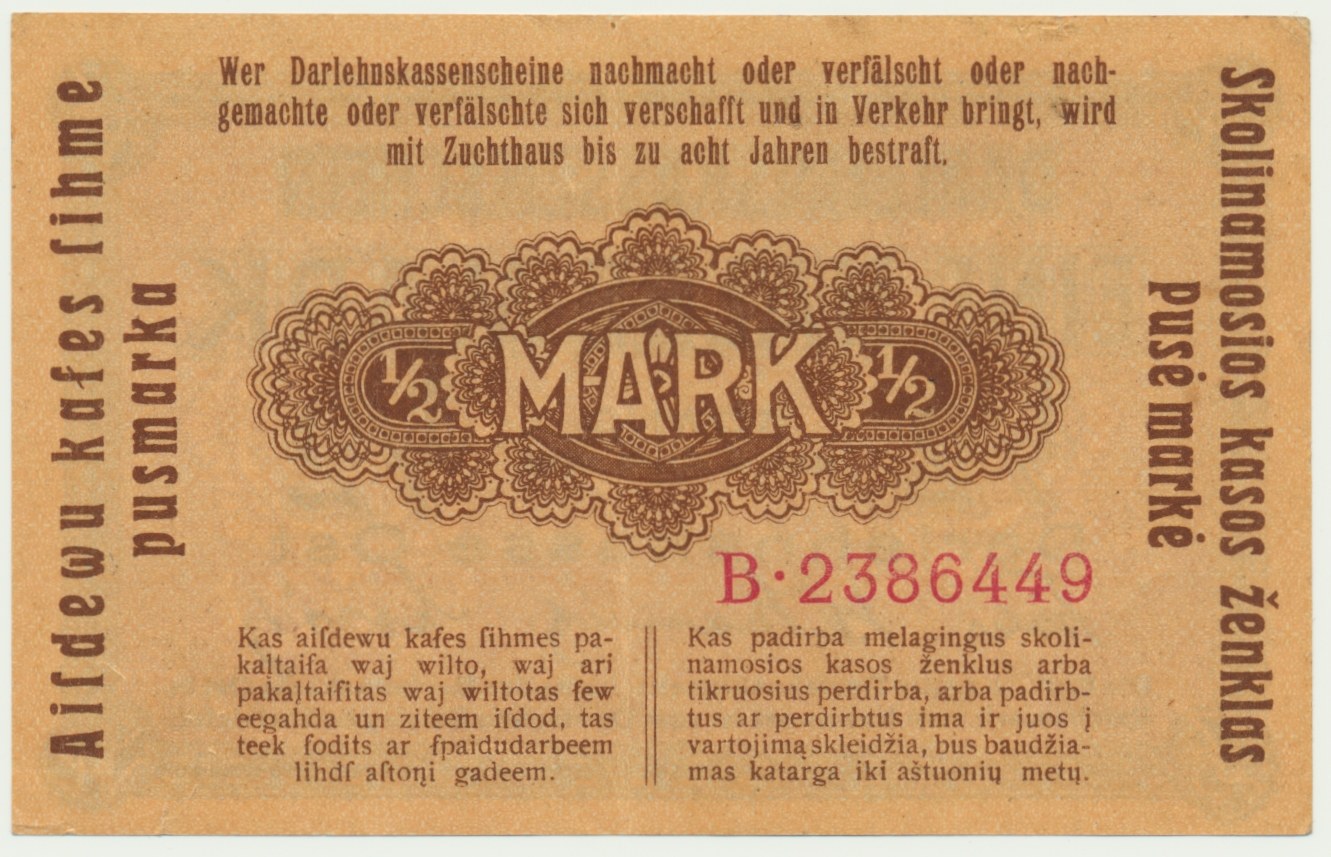 Wer Darlehnskassenscheine nachmacht oder verfälscht oder nach-
gemachte oder verfälschte sich verschafft und in Verkehr bringt, wird
mit Zuchthaus bis zu acht Jahren bestraft.
Aiſdewu kaſes ſihme
pusmarka
1/2 MARK 1/2
Skolinamosios kasos ženklas
pusė markė
B·2386449
Kas aiſdewu kaſes ſihmes pa-
kaļtaiſa waj wilto, waj ari
pakaļtaiſitas waj wiltotas ſew
eegahda un ziteem iſdod, tas
teek ſodits ar ſpaidudarbeem
lihdſ aſtoņi gadeem.
Kas padirba melagingus skoli-
namosios kasos ženklus arba
tikruosius perdirba, arba padirb-
tus ar perdirbtus ima ir juos į
vartojimą skleidžia, bus baudžia-
mas katarga iki aštuonių metų.